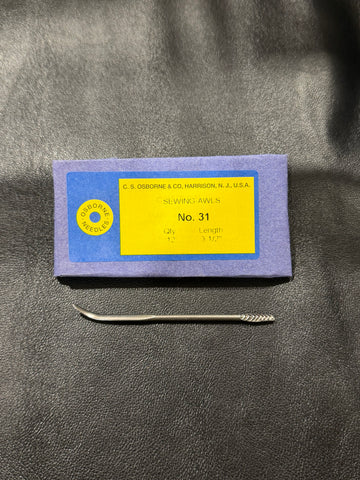 C. S. OSBORNE & CO, HARRISON, N. J., U.S.A.
SEWING AWLS
No. 31
Qty Length
12 3 1/2"
OSBORNE
NEEDLES